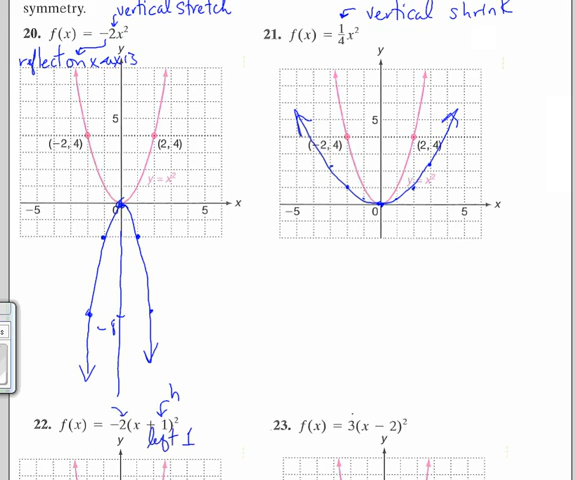 symmetry.
vertical stretch
20. f(x) = −2x²
reflect on x-axis
y
5
(−2, 4)
(2, 4)
y = x²
−5
0
5
x
−8
vertical shrink
21. f(x) = 1/4 x²
y
5
(−2, 4)
(2, 4)
y = x²
−5
0
5
x
h
22. f(x) = −2(x + 1)²
left 1
y
23. f(x) = 3(x − 2)²
y